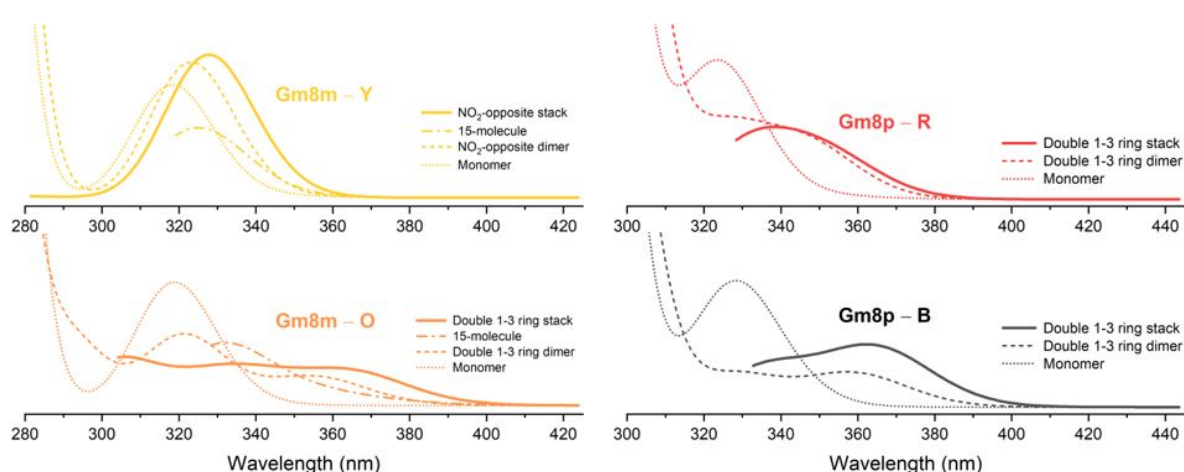 Gm8m – Y
NO₂-opposite stack
15-molecule
NO₂-opposite dimer
Monomer
280 300 320 340 360 380 400 420
Gm8p – R
Double 1-3 ring stack
Double 1-3 ring dimer
Monomer
300 320 340 360 380 400 420 440
Gm8m – O
Double 1-3 ring stack
15-molecule
Double 1-3 ring dimer
Monomer
280 300 320 340 360 380 400 420
Wavelength (nm)
Gm8p – B
Double 1-3 ring stack
Double 1-3 ring dimer
Monomer
300 320 340 360 380 400 420 440
Wavelength (nm)